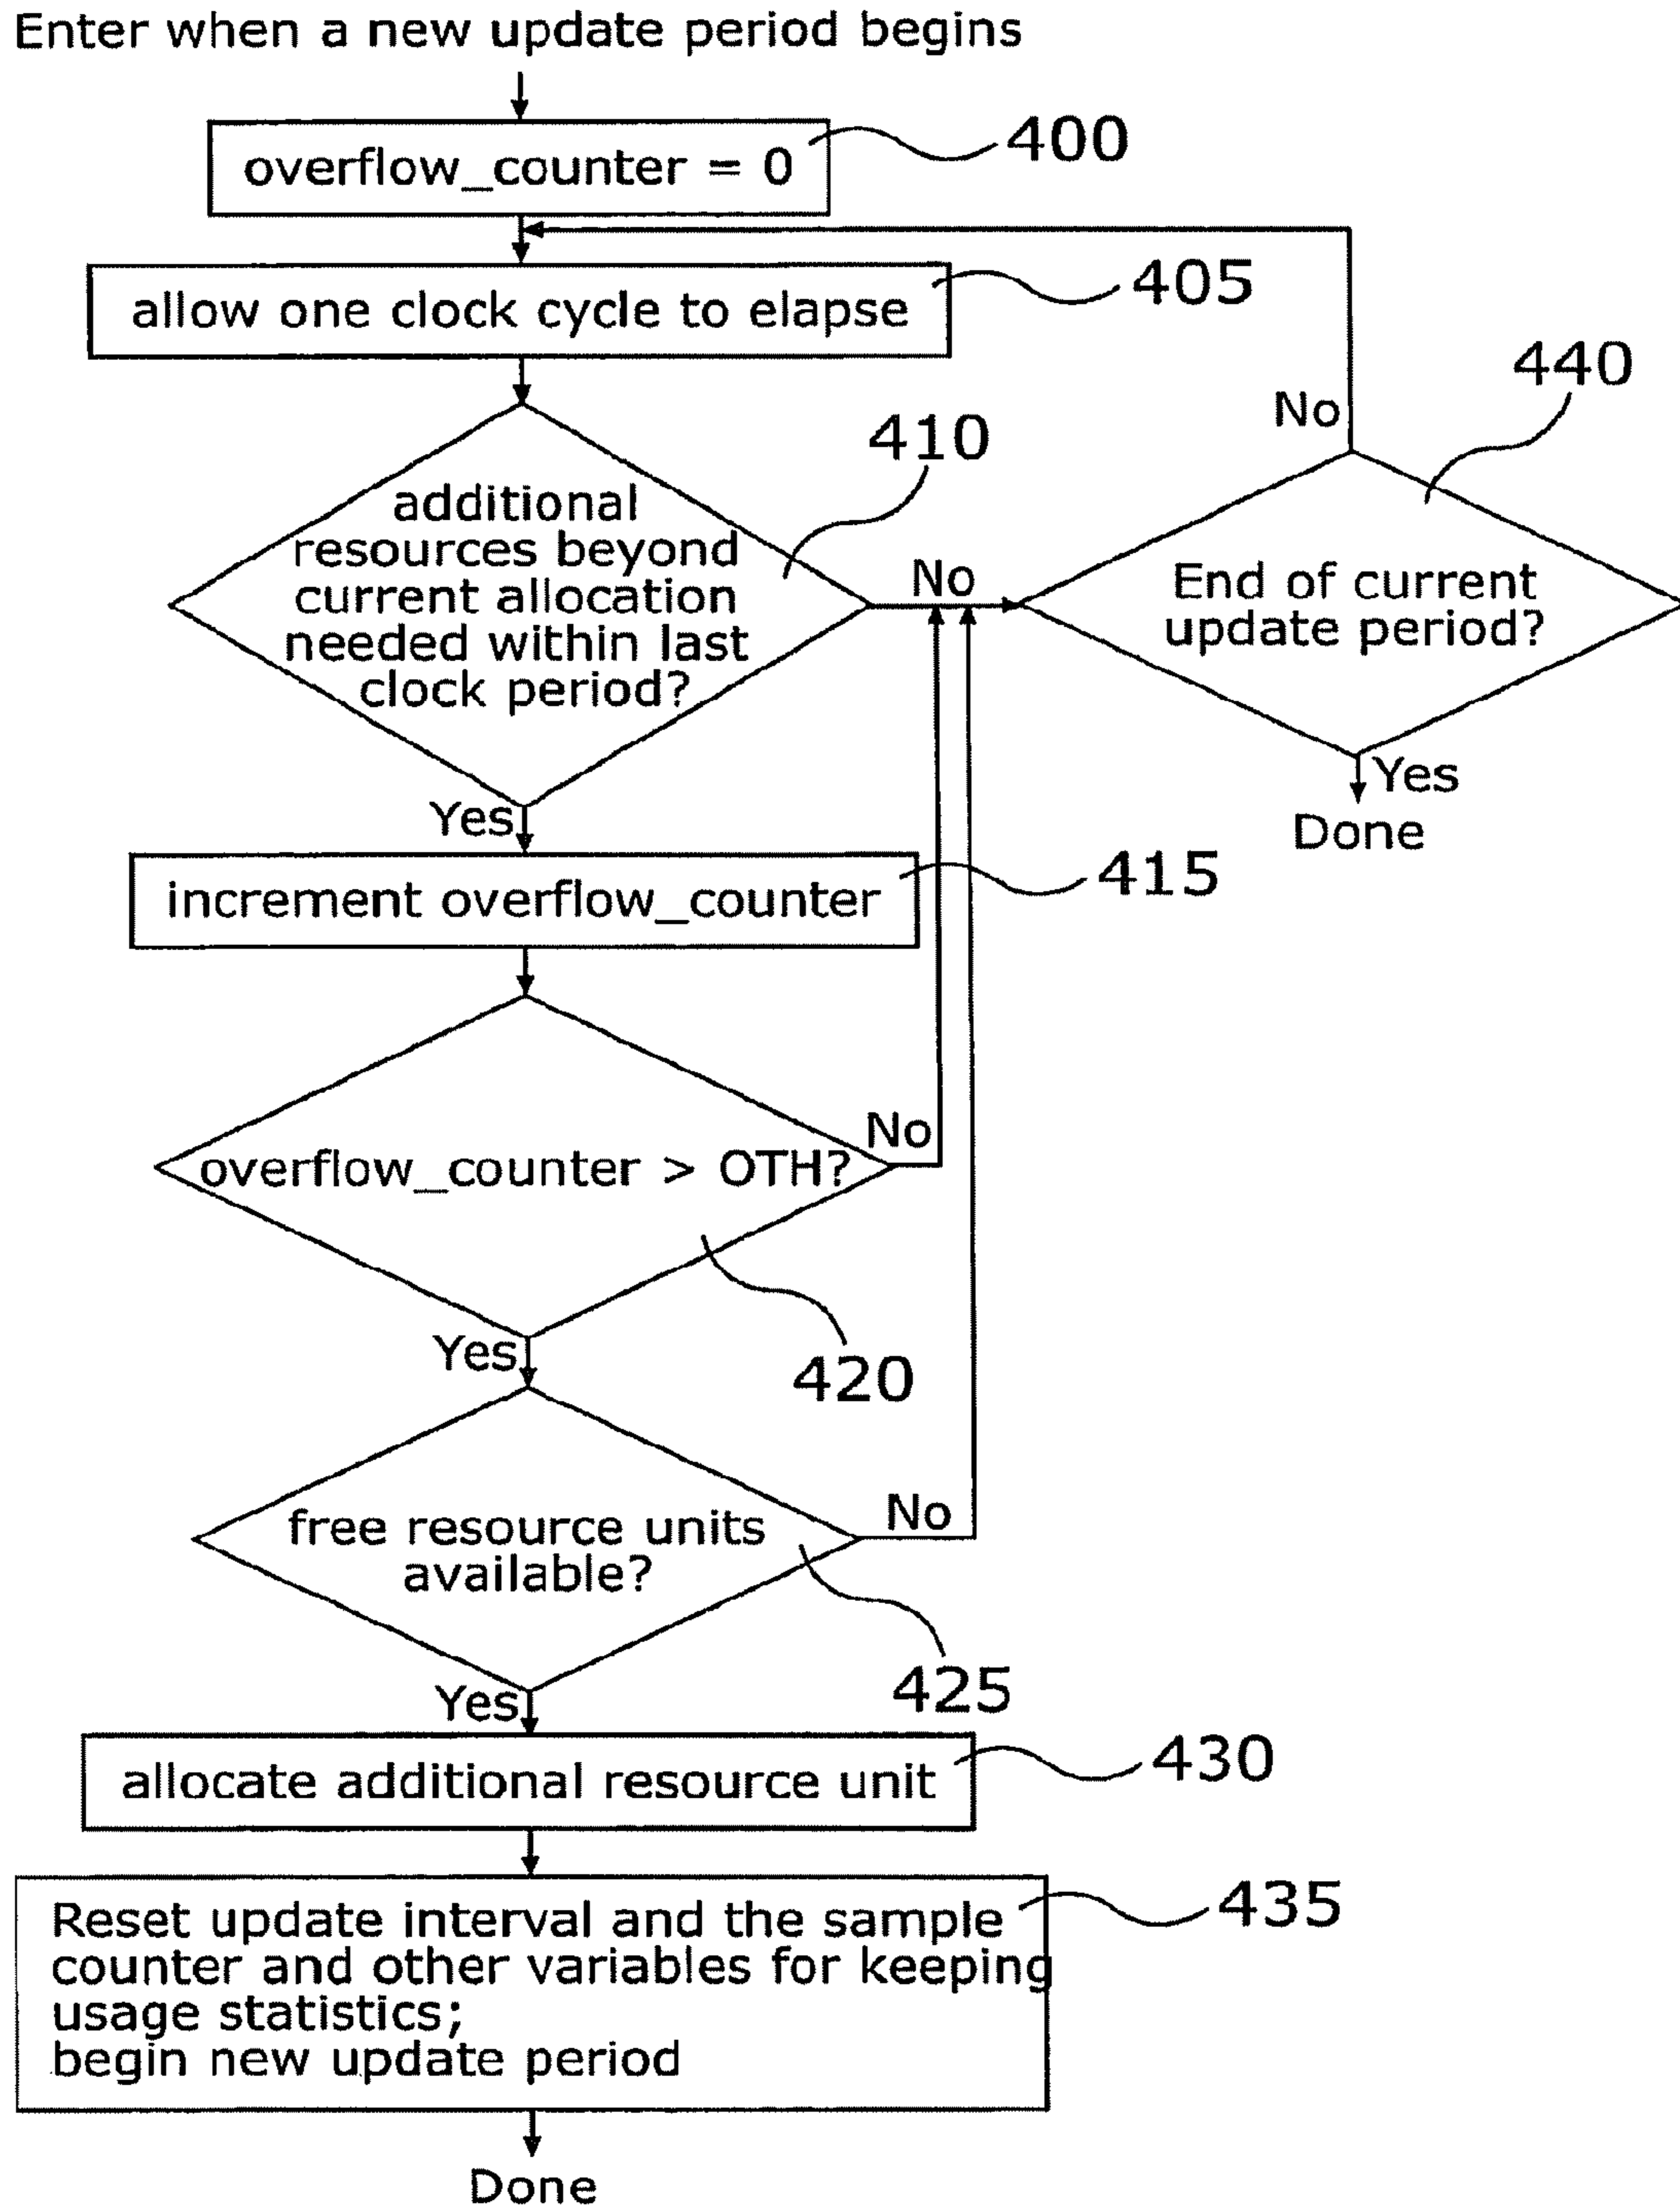 Enter when a new update period begins
overflow_counter = 0
400
allow one clock cycle to elapse
405
additional
resources beyond
current allocation
needed within last
clock period?
410
No
End of current
update period?
440
No
Yes
Done
Yes
increment overflow_counter
415
overflow_counter > OTH?
No
420
Yes
free resource units
available?
No
425
Yes
allocate additional resource unit
430
Reset update interval and the sample
counter and other variables for keeping
usage statistics;
begin new update period
435
Done